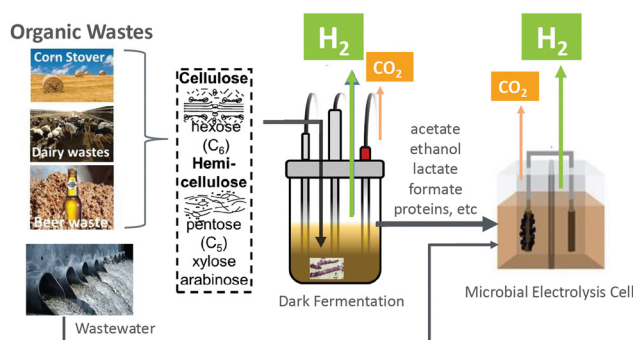 Organic Wastes
Corn Stover
Dairy wastes
Beer waste
Wastewater
Cellulose
hexose
(C6)
Hemi-
cellulose
pentose
(C5)
xylose
arabinose
H2
CO2
Dark Fermentation
acetate
ethanol
lactate
formate
proteins, etc
H2
CO2
Microbial Electrolysis Cell